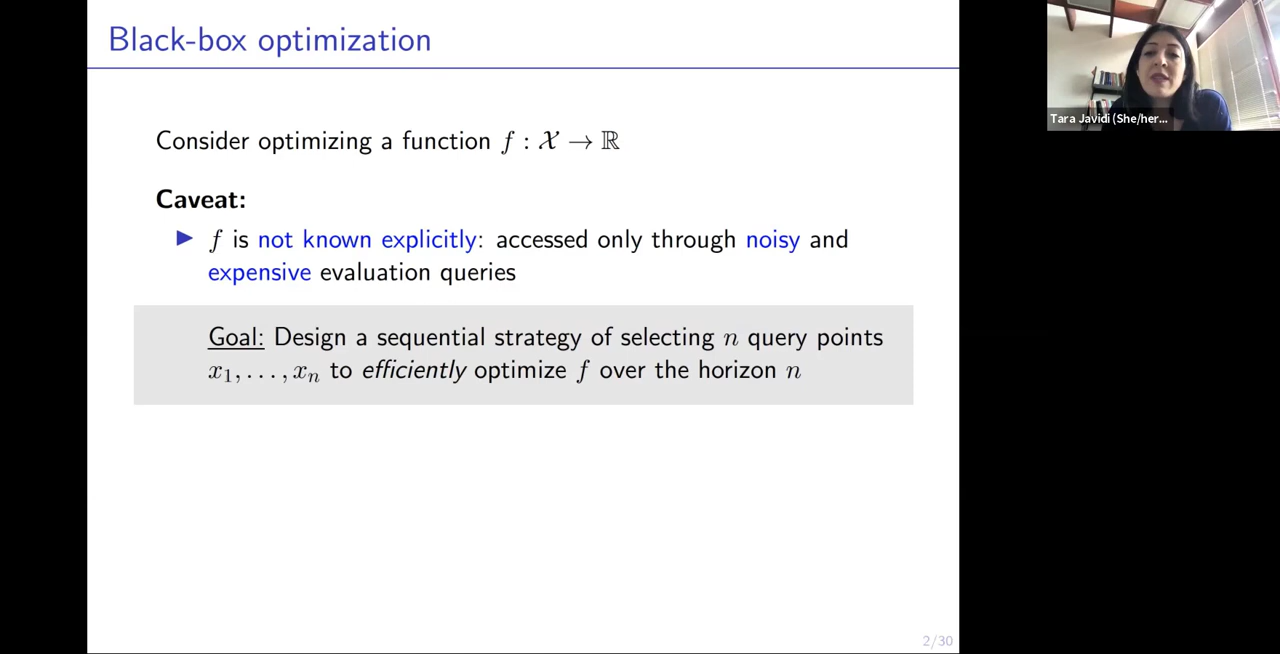 Black-box optimization
Consider optimizing a function f : 𝒳 → ℝ
Caveat:
▶ f is not known explicitly: accessed only through noisy and
expensive evaluation queries
Goal: Design a sequential strategy of selecting n query points
x₁, . . . , xₙ to efficiently optimize f over the horizon n
2/30
Tara Javidi (She/her...